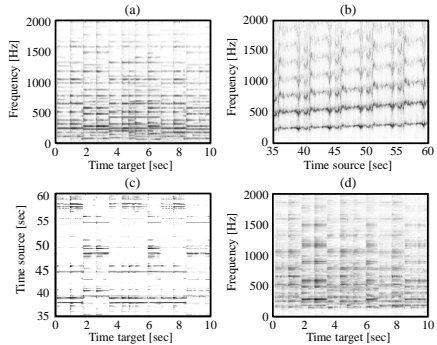 (a)
2000
1500
1000
500
0
Frequency [Hz]
0 2 4 6 8 10
Time target [sec]
(b)
2000
1500
1000
500
0
Frequency [Hz]
35 40 45 50 55 60
Time source [sec]
(c)
60
55
50
45
40
35
Time source [sec]
0 2 4 6 8 10
Time target [sec]
(d)
2000
1500
1000
500
0
Frequency [Hz]
0 2 4 6 8 10
Time target [sec]